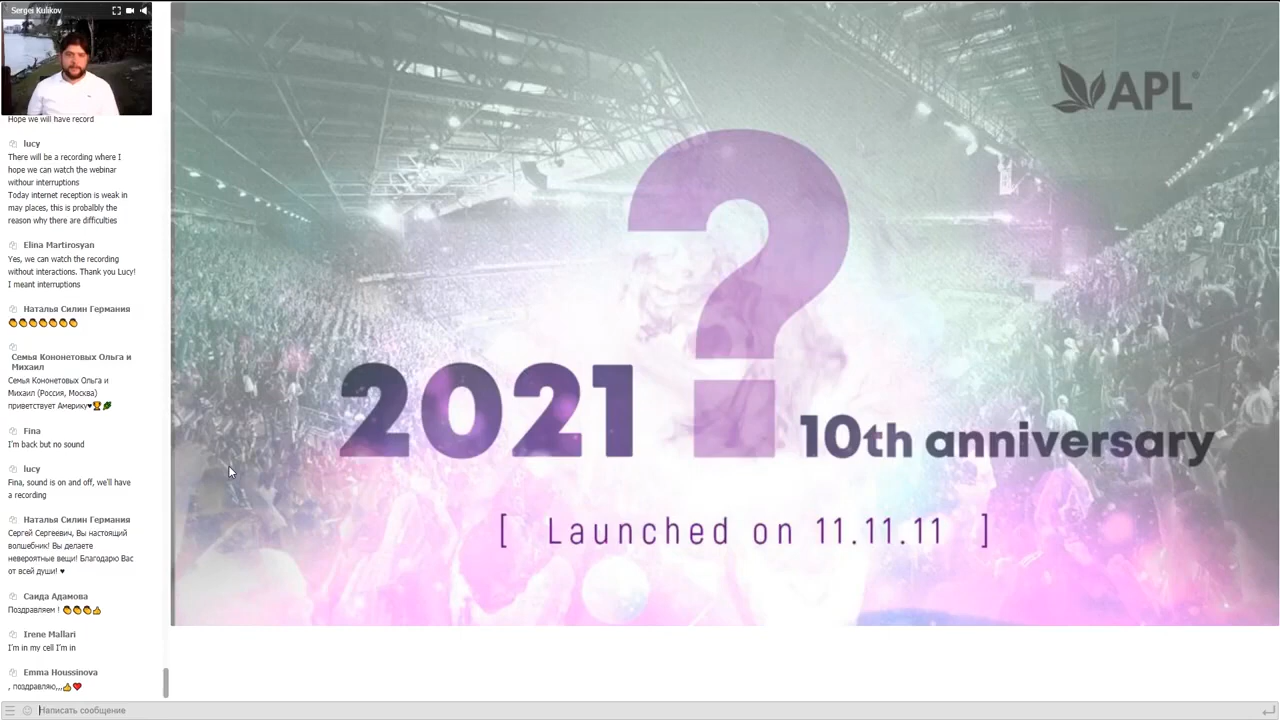 Sergei Kulikov
Hope we will have record
lucy
There will be a recording where I
hope we can watch the webinar
withour interruptions
Today internet reception is weak in
may places, this is probalbly the
reason why there are difficulties
Elina Martirosyan
Yes, we can watch the recording
without interactions. Thank you Lucy!
I meant interruptions
Наталья Силин Германия
Семья Кононетовых Ольга и
Михаил
Семья Кононетовых Ольга и
Михаил (Россия, Москва)
приветствует Америку
Fina
I'm back but no sound
lucy
Fina, sound is on and off, we'll have
a recording
Наталья Силин Германия
Сергей Сергеевич, Вы настоящий
волшебник! Вы делаете
невероятные вещи! Благодарю Вас
от всей души! ♥
Саида Адамова
Поздравляем !
Irene Mallari
I'm in my cell I'm in
Emma Houssinova
, поздравляю,,,
Написать сообщение
APL®
2021 ? 10th anniversary
[ Launched on 11.11.11 ]